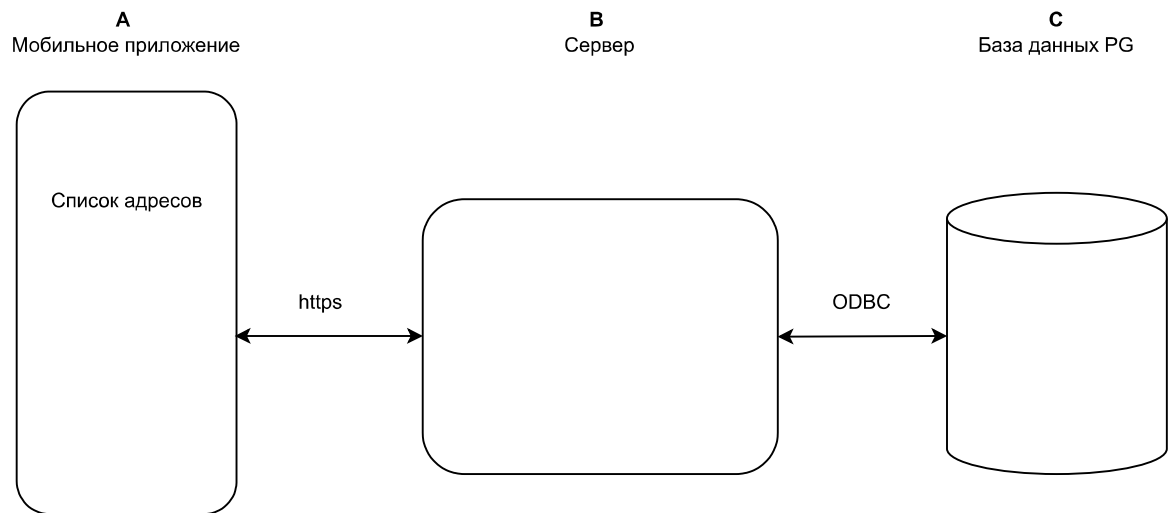 A
Мобильное приложение
B
Сервер
C
База данных PG
Список адресов
https
ODBC